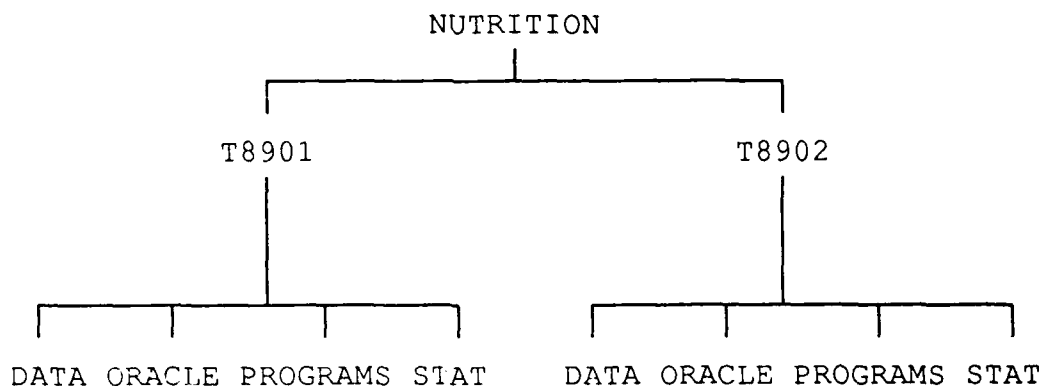 NUTRITION
T8901 T8902
DATA ORACLE PROGRAMS STAT DATA ORACLE PROGRAMS STAT